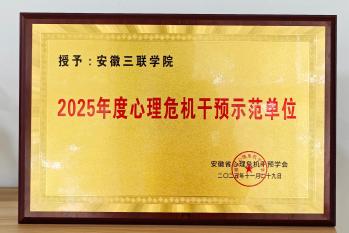 授予：安徽三联学院
2025年度心理危机干预示范单位
安徽省心理危机干预学会
二〇二五年十一月二十九日